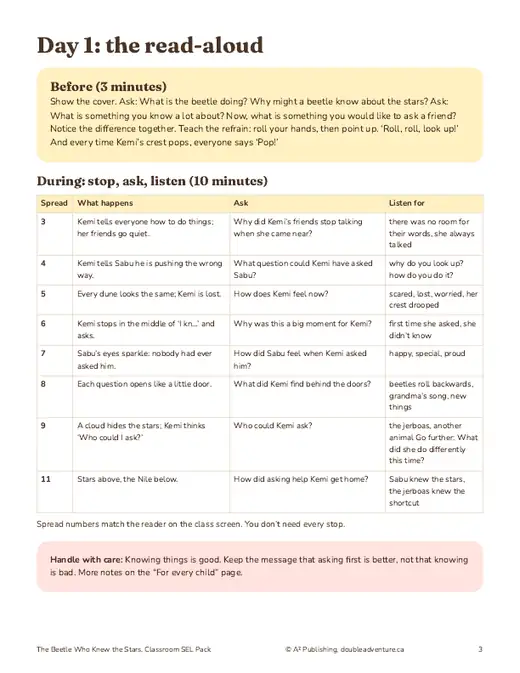 Day 1: the read-aloud
Before (3 minutes)
Show the cover. Ask: What is the beetle doing? Why might a beetle know about the stars? Ask:
What is something you know a lot about? Now, what is something you would like to ask a friend?
Notice the difference together. Teach the refrain: roll your hands, then point up. 'Roll, roll, look up!'
And every time Kemi's crest pops, everyone says 'Pop!'
During: stop, ask, listen (10 minutes)
Spread What happens Ask Listen for
3 Kemi tells everyone how to do things; Why did Kemi's friends stop talking there was no room for
her friends go quiet. when she came near? their words, she always
talked
4 Kemi tells Sabu he is pushing the wrong What question could Kemi have asked why do you look up?
way. Sabu? how do you do it?
5 Every dune looks the same; Kemi is lost. How does Kemi feel now? scared, lost, worried, her
crest drooped
6 Kemi stops in the middle of 'I kn...' and Why was this a big moment for Kemi? first time she asked, she
asks. didn't know
7 Sabu's eyes sparkle: nobody had ever How did Sabu feel when Kemi asked happy, special, proud
asked him. him?
8 Each question opens like a little door. What did Kemi find behind the doors? beetles roll backwards,
grandma's song, new
things
9 A cloud hides the stars; Kemi thinks Who could Kemi ask? the jerboas, another
'Who could I ask?' animal Go further: What
did she do differently
this time?
11 Stars above, the Nile below. How did asking help Kemi get home? Sabu knew the stars,
the jerboas knew the
shortcut
Spread numbers match the reader on the class screen. You don't need every stop.
Handle with care: Knowing things is good. Keep the message that asking first is better, not that knowing
is bad. More notes on the "For every child" page.
The Beetle Who Knew the Stars. Classroom SEL Pack © A² Publishing, doubleadventure.ca 3